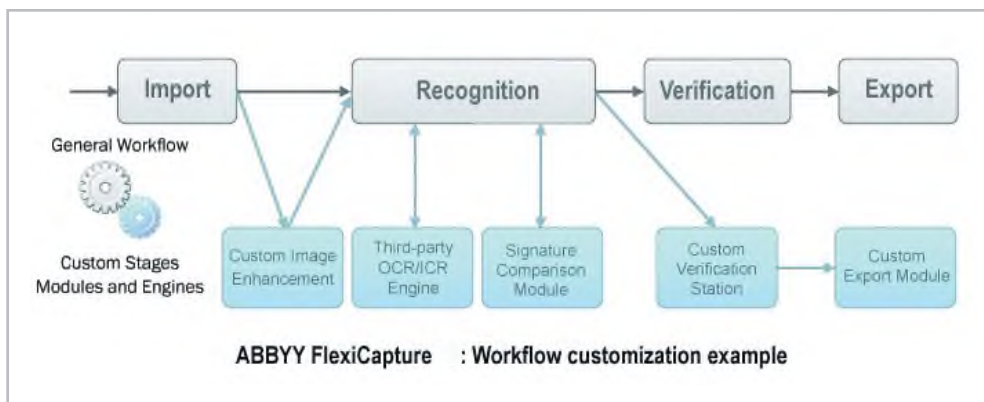 Import
Recognition
Verification
Export
General Workflow
Custom Stages
Modules and Engines
Custom Image
Enhancement
Third-party
OCR/ICR
Engine
Signature
Comparison
Module
Custom
Verification
Station
Custom
Export Module
ABBYY FlexiCapture : Workflow customization example